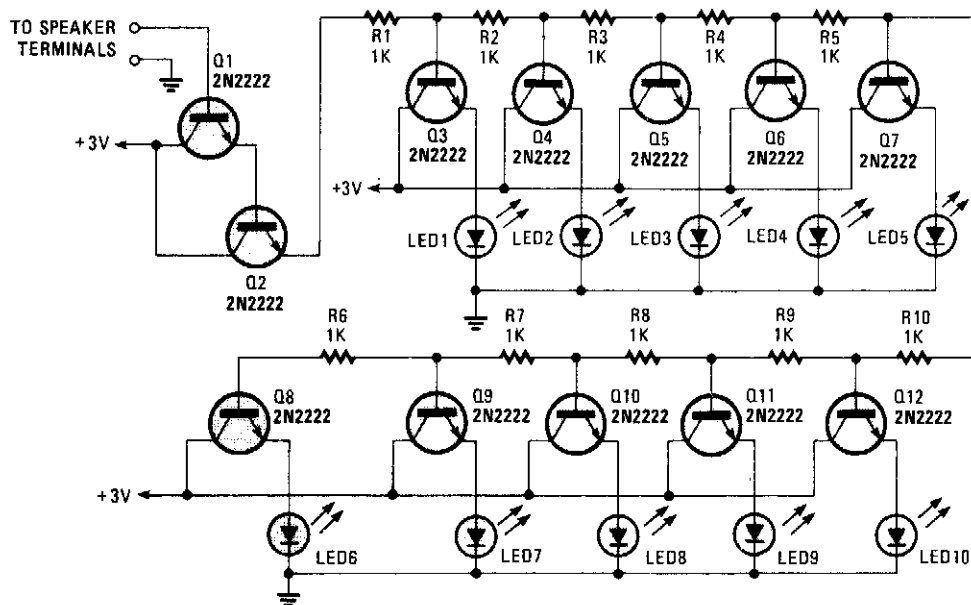 TO SPEAKER
TERMINALS
Q1
2N2222
+3V
Q2
2N2222
R1
1K
R2
1K
R3
1K
R4
1K
R5
1K
Q3
2N2222
Q4
2N2222
Q5
2N2222
Q6
2N2222
Q7
2N2222
+3V
LED1
LED2
LED3
LED4
LED5
R6
1K
R7
1K
R8
1K
R9
1K
R10
1K
Q8
2N2222
Q9
2N2222
Q10
2N2222
Q11
2N2222
Q12
2N2222
+3V
LED6
LED7
LED8
LED9
LED10